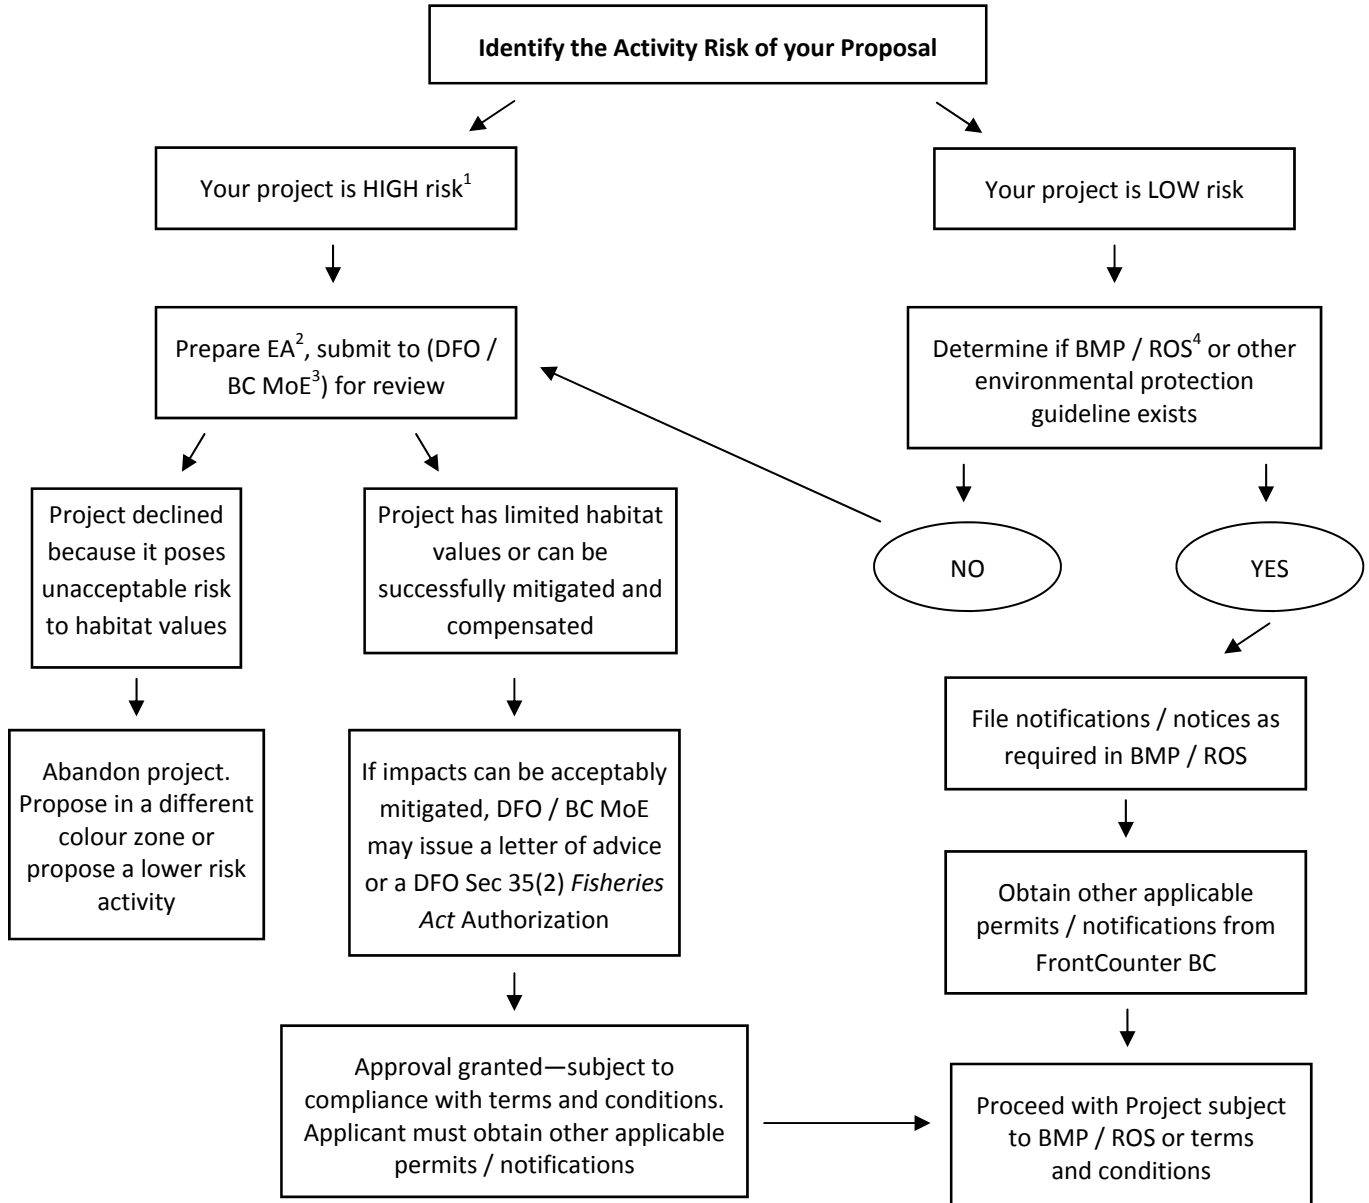 Identify the Activity Risk of your Proposal
Your project is HIGH risk1
Your project is LOW risk
Prepare EA2, submit to (DFO /
BC MoE3) for review
Determine if BMP / ROS4 or other
environmental protection
guideline exists
Project declined
because it poses
unacceptable risk
to habitat values
Project has limited habitat
values or can be
successfully mitigated and
compensated
NO
YES
Abandon project.
Propose in a different
colour zone or
propose a lower risk
activity
If impacts can be acceptably
mitigated, DFO / BC MoE
may issue a letter of advice
or a DFO Sec 35(2) Fisheries
Act Authorization
File notifications / notices as
required in BMP / ROS
Obtain other applicable
permits / notifications from
FrontCounter BC
Approval granted—subject to
compliance with terms and conditions.
Applicant must obtain other applicable
permits / notifications
Proceed with Project subject
to BMP / ROS or terms
and conditions